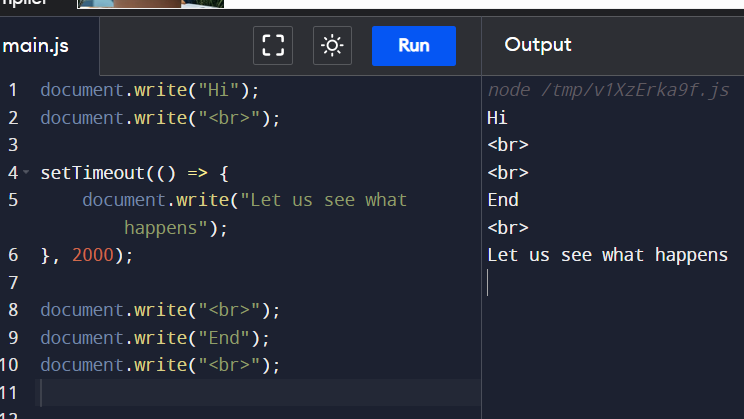 main.js
Run
Output
1 document.write("Hi");
2 document.write("<br>");
3
4 setTimeout(() => {
5 document.write("Let us see what
happens");
6 }, 2000);
7
8 document.write("<br>");
9 document.write("End");
10 document.write("<br>");
11
node /tmp/v1XzErka9f.js
Hi
<br>
<br>
End
<br>
Let us see what happens